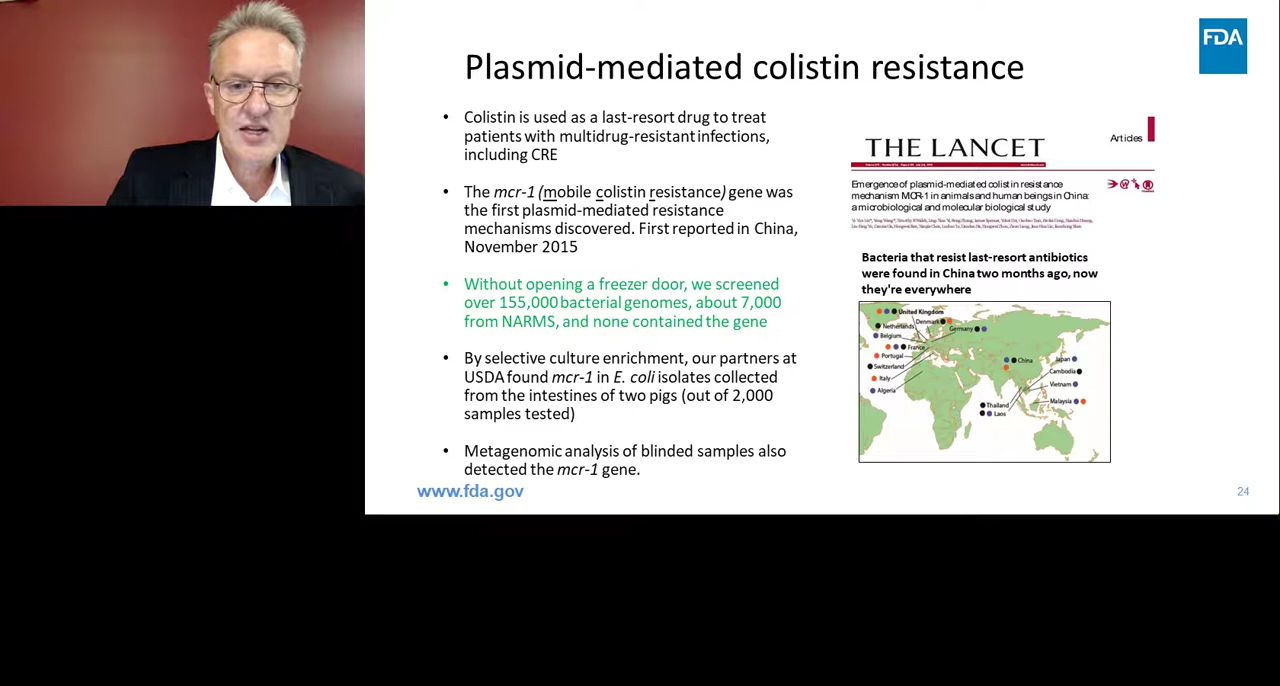 FDA
Plasmid-mediated colistin resistance
• Colistin is used as a last-resort drug to treat
patients with multidrug-resistant infections,
including CRE
• The mcr-1 (mobile colistin resistance) gene was
the first plasmid-mediated resistance
mechanisms discovered. First reported in China,
November 2015
• Without opening a freezer door, we screened
over 155,000 bacterial genomes, about 7,000
from NARMS, and none contained the gene
• By selective culture enrichment, our partners at
USDA found mcr-1 in E. coli isolates collected
from the intestines of two pigs (out of 2,000
samples tested)
• Metagenomic analysis of blinded samples also
detected the mcr-1 gene.
Articles
THE LANCET
Emergence of plasmid-mediated colistin resistance
mechanism MCR-1 in animals and human beings in China:
a microbiological and molecular biological study
Bacteria that resist last-resort antibiotics
were found in China two months ago, now
they're everywhere
United Kingdom
Denmark
Netherlands
Germany
Belgium
France
Portugal
Switzerland
Italy
Algeria
China
Japan
Cambodia
Vietnam
Malaysia
Thailand
Laos
www.fda.gov
24